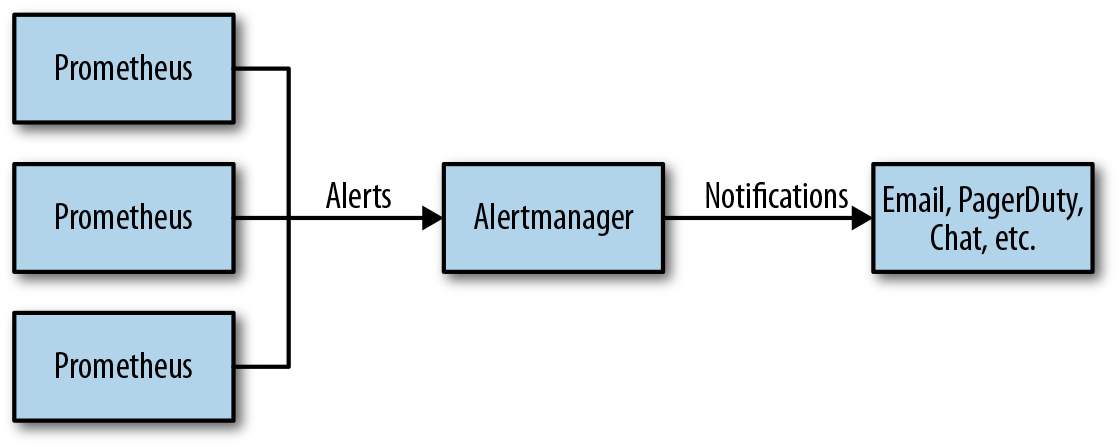 Prometheus
Prometheus
Alerts
Alertmanager
Notifications
Email, PagerDuty,
Chat, etc.
Prometheus